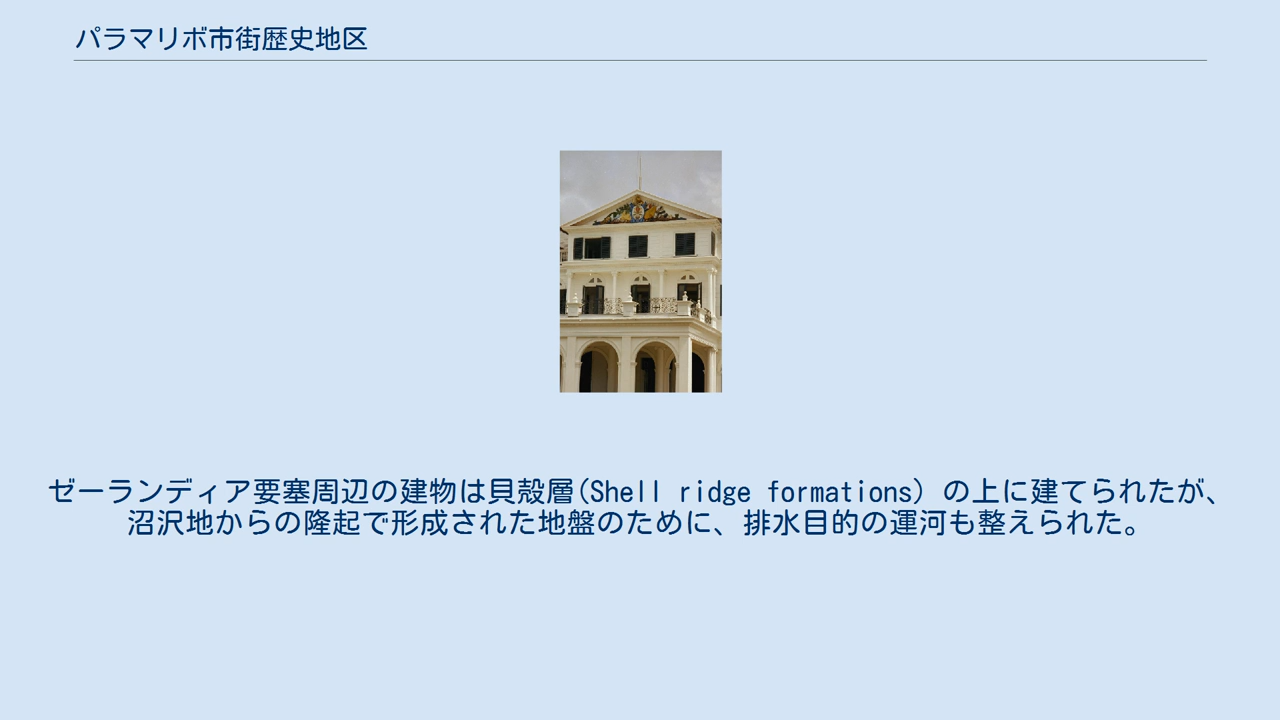 パラマリボ市街歴史地区
ゼーランディア要塞周辺の建物は貝殻層(Shell ridge formations) の上に建てられたが、
沼沢地からの隆起で形成された地盤のために、排水目的の運河も整えられた。